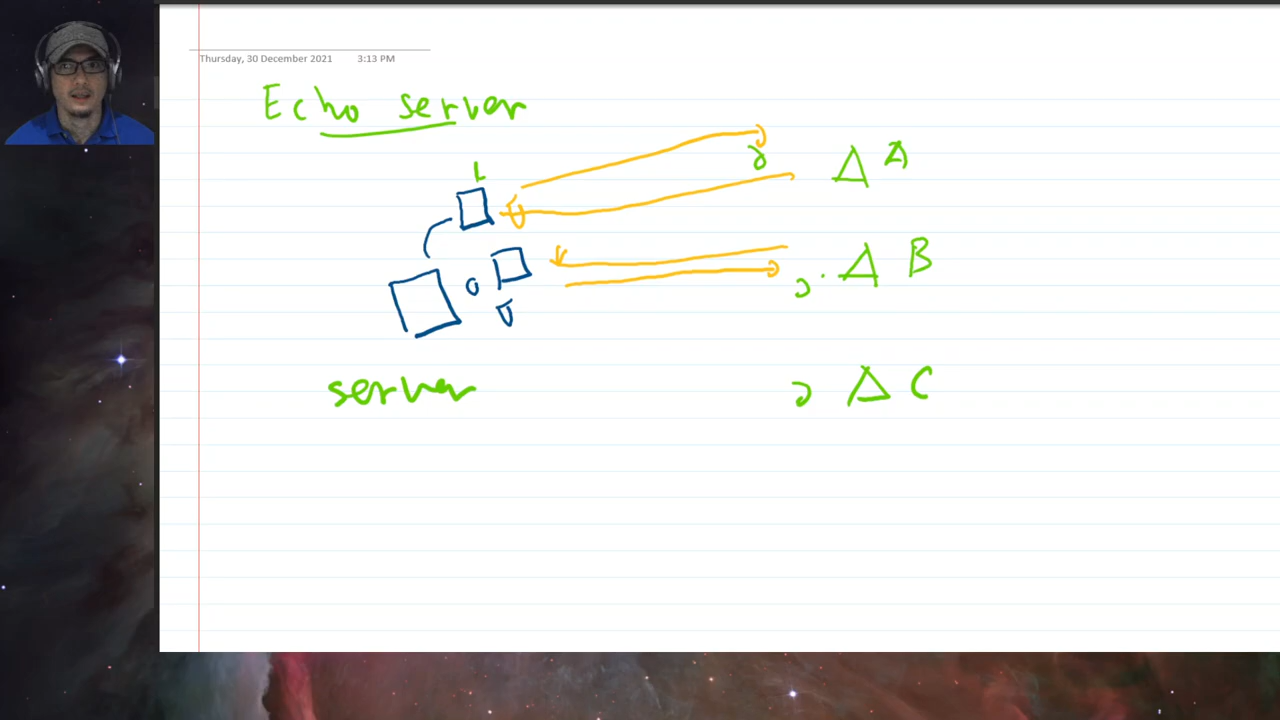 Thursday, 30 December 2021 3:13 PM
Echo server
A
B
server
C